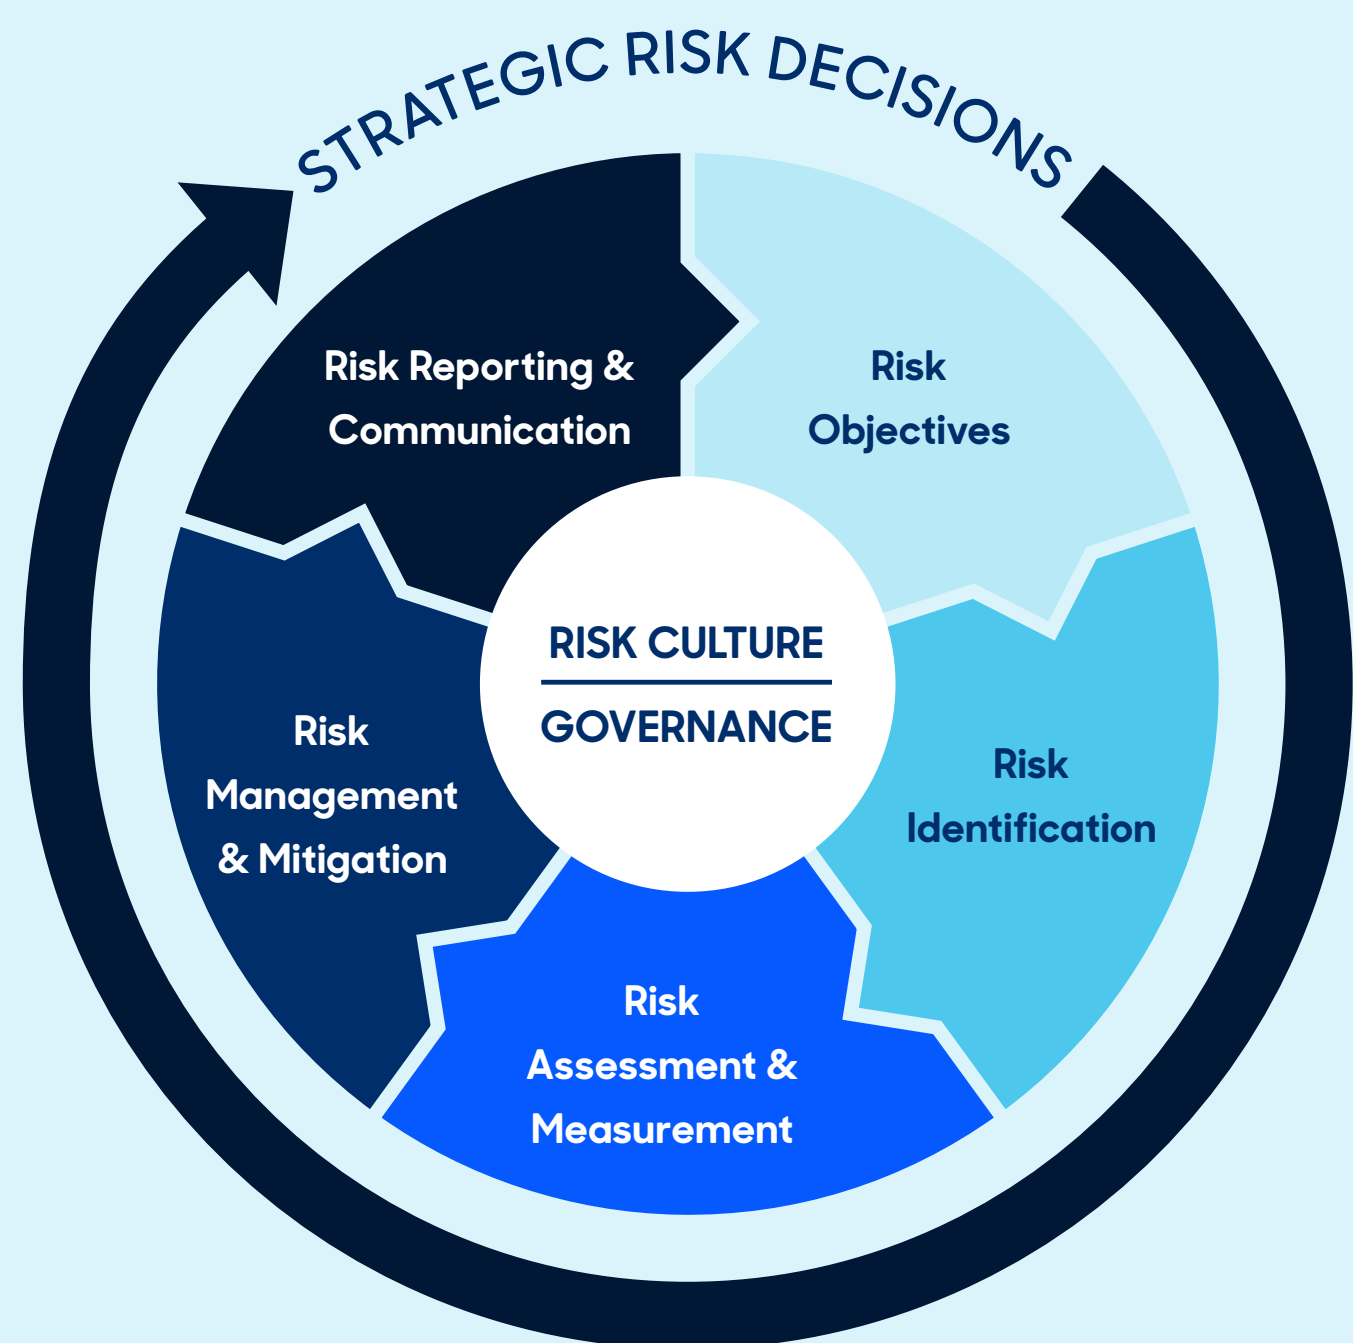 STRATEGIC RISK DECISIONS
Risk Reporting &
Communication
Risk
Objectives
RISK CULTURE
GOVERNANCE
Risk
Management
& Mitigation
Risk
Identification
Risk
Assessment &
Measurement